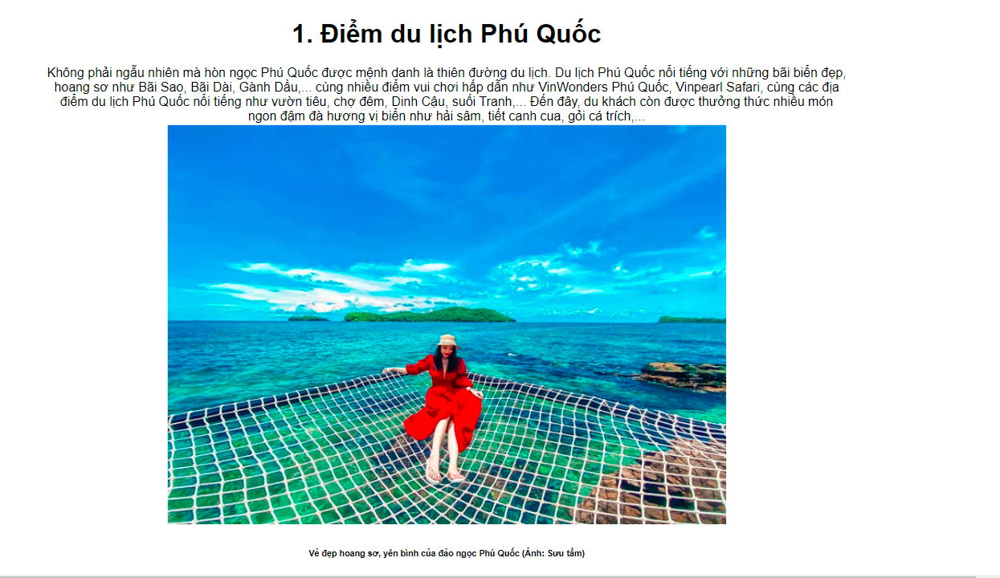 1. Điểm du lịch Phú Quốc
Không phải ngẫu nhiên mà hòn ngọc Phú Quốc được mệnh danh là thiên đường du lịch. Du lịch Phú Quốc nổi tiếng với những bãi biển đẹp,
hoang sơ như Bãi Sao, Bãi Dài, Gành Dầu,... cùng nhiều điểm vui chơi hấp dẫn như VinWonders Phú Quốc, Vinpearl Safari, cùng các địa
điểm du lịch Phú Quốc nổi tiếng như vườn tiêu, chợ đêm, Dinh Cậu, suối Tranh,... Đến đây, du khách còn được thưởng thức nhiều món
ngon đậm đà hương vị biển như hải sâm, tiết canh cua, gỏi cá trích,...
Vẻ đẹp hoang sơ, yên bình của đảo ngọc Phú Quốc (Ảnh: Sưu tầm)